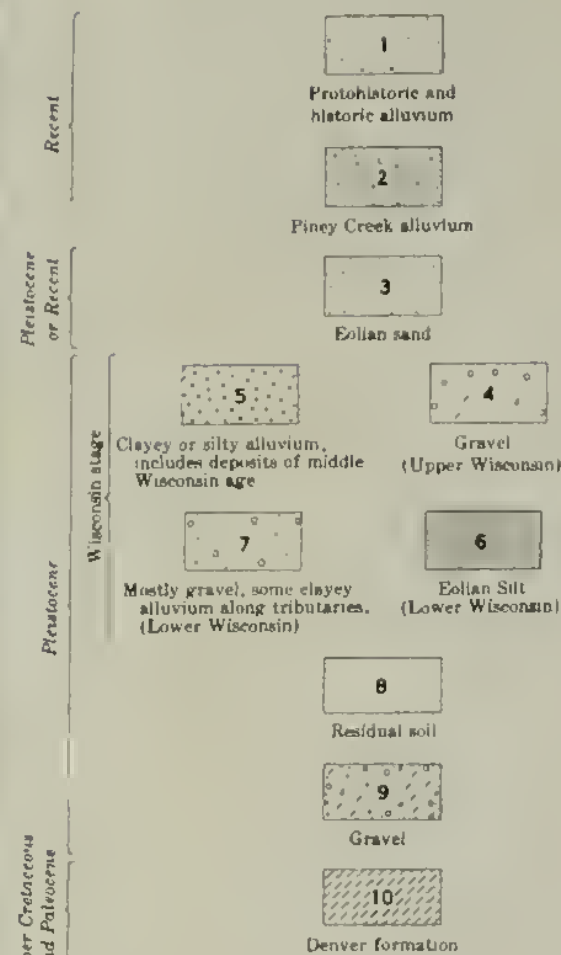 Recent
1
Protohistoric and
historic alluvium
2
Piney Creek alluvium
Pleistocene
or Recent
3
Eolian sand
Pleistocene
Wisconsin stage
5
Clayey or silty alluvium,
includes deposits of middle
Wisconsin age
4
Gravel
(Upper Wisconsin)
7
Mostly gravel, some clayey
alluvium along tributaries.
(Lower Wisconsin)
6
Eolian Silt
(Lower Wisconsin)
8
Residual soil
9
Gravel
Cretaceous
Paleocene
10
Denver formation